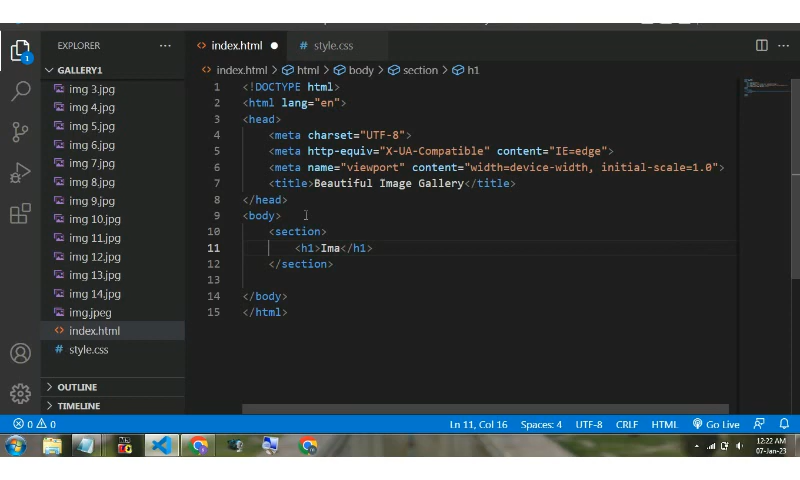 EXPLORER
GALLERY1
img 3.jpg
img 4.jpg
img 5.jpg
img 6.jpg
img 7.jpg
img 8.jpg
img 9.jpg
img 10.jpg
img 11.jpg
img 12.jpg
img 13.jpg
img 14.jpg
img.jpeg
index.html
style.css
OUTLINE
TIMELINE
index.html style.css
index.html > html > body > section > h1
1 <!DOCTYPE html>
2 <html lang="en">
3 <head>
4 <meta charset="UTF-8">
5 <meta http-equiv="X-UA-Compatible" content="IE=edge">
6 <meta name="viewport" content="width=device-width, initial-scale=1.0">
7 <title>Beautiful Image Gallery</title>
8 </head>
9 <body>
10 <section>
11 <h1>Ima</h1>
12 </section>
13
14 </body>
15 </html>
0 0 Ln 11, Col 16 Spaces: 4 UTF-8 CRLF HTML Go Live
12:22 AM
07-Jan-23